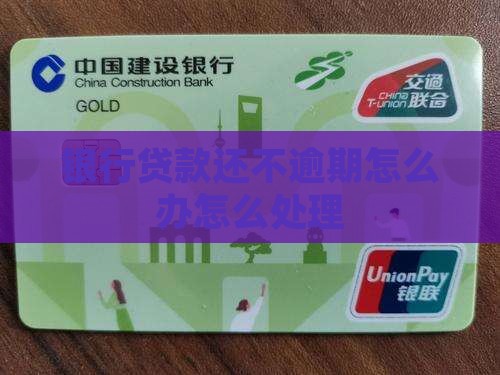 中国建设银行
China Construction Bank
GOLD
交通
CHINA
T-UNION 联合
银行贷款还不逾期怎么
办怎么处理
UnionPay
银联